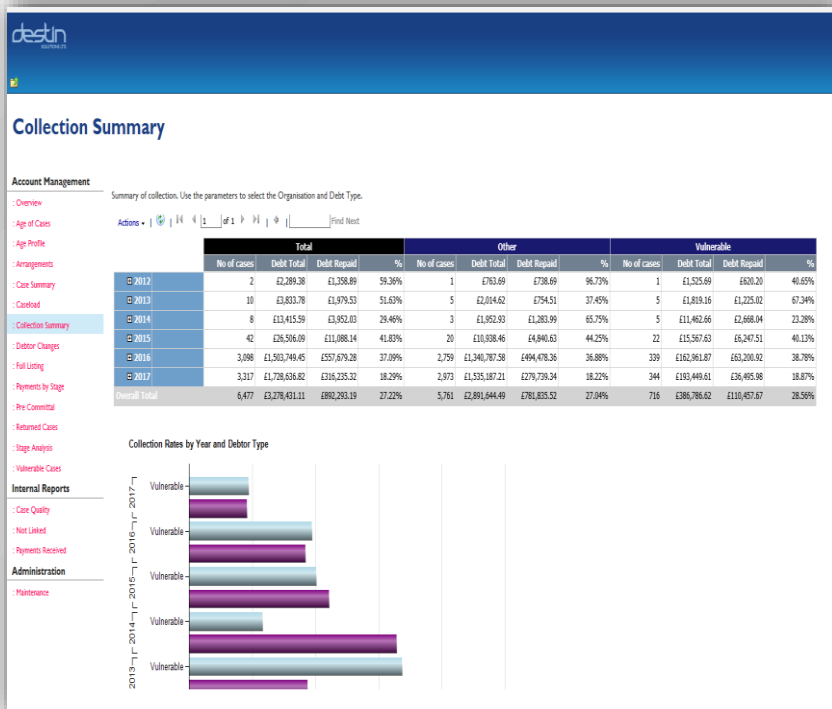 destin
SOLUTIONS LTD
Collection Summary
Account Management
: Overview
: Age of Cases
: Age Profile
: Arrangements
: Case Summary
: Caseload
: Collection Summary
: Debtor Changes
: Full Listing
: Payments by Stage
: Pre Committal
: Returned Cases
: Stage Analysis
: Vulnerable Cases
Internal Reports
: Case Quality
: Not Linked
: Payments Received
Administration
: Maintenance
Summary of collection. Use the parameters to select the Organisation and Debt Type.
Actions | 1 of 1 | Find Next
Total Other Vulnerable
No of cases Debt Total Debt Repaid % No of cases Debt Total Debt Repaid % No of cases Debt Total Debt Repaid %
2012 2 £2,289.38 £1,358.89 59.36% 1 £763.69 £738.69 96.73% 1 £1,525.69 £620.20 40.65%
2013 10 £3,833.78 £1,979.53 51.63% 5 £2,014.62 £754.51 37.45% 5 £1,819.16 £1,225.02 67.34%
2014 8 £13,415.59 £3,952.03 29.46% 3 £1,952.93 £1,283.99 65.75% 5 £11,462.66 £2,668.04 23.28%
2015 42 £26,506.09 £11,088.14 41.83% 20 £10,938.46 £4,840.63 44.25% 22 £15,567.63 £6,247.51 40.13%
2016 3,098 £1,503,749.45 £557,679.28 37.09% 2,759 £1,340,787.58 £494,478.36 36.88% 339 £162,961.87 £63,200.92 38.78%
2017 3,317 £1,728,636.82 £316,235.32 18.29% 2,973 £1,535,187.21 £279,739.34 18.22% 344 £193,449.61 £36,495.98 18.87%
Overall Total 6,477 £3,278,431.11 £892,293.19 27.22% 5,761 £2,891,644.49 £781,835.52 27.04% 716 £386,786.62 £110,457.67 28.56%
Collection Rates by Year and Debtor Type
2017 Vulnerable
2016 Vulnerable
2015 Vulnerable
2014 Vulnerable
2013 Vulnerable